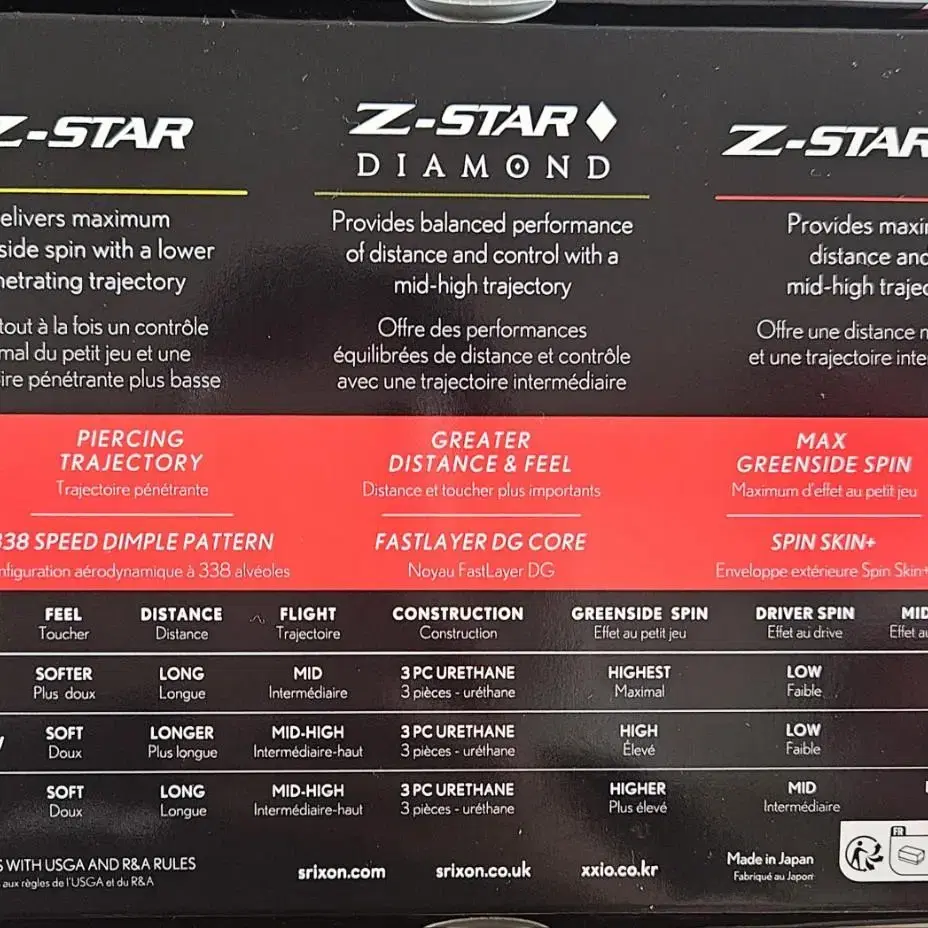 Z-STAR
Z-STAR♦
DIAMOND
Z-STAR
elivers maximum
side spin with a lower
netrating trajectory
tout à la fois un contrôle
mal du petit jeu et une
ire pénétrante plus basse
Provides balanced performance
of distance and control with a
mid-high trajectory
Offre des performances
équilibrées de distance et contrôle
avec une trajectoire intermédiaire
Provides maxi
distance and
mid-high trajec
Offre une distance m
et une trajectoire inte
PIERCING
TRAJECTORY
Trajectoire pénétrante
338 SPEED DIMPLE PATTERN
nfiguration aérodynamique à 338 alvéoles
GREATER
DISTANCE & FEEL
Distance et toucher plus importants
FASTLAYER DG CORE
Noyau FastLayer DG
MAX
GREENSIDE SPIN
Maximum d'effet au petit jeu
SPIN SKIN+
Enveloppe extérieure Spin Skin+
FEEL DISTANCE FLIGHT CONSTRUCTION GREENSIDE SPIN DRIVER SPIN MID
Toucher Distance Trajectoire Construction Effet au petit jeu Effet au drive Effet au
SOFTER LONG MID 3 PC URETHANE HIGHEST LOW
Plus doux Longue Intermédiaire 3 pièces - uréthane Maximal Faible
SOFT LONGER MID-HIGH 3 PC URETHANE HIGH LOW
Doux Plus longue Intermédiaire-haut 3 pièces - uréthane Élevé Faible
SOFT LONG MID-HIGH 3 PC URETHANE HIGHER MID
Doux Longue Intermédiaire-haut 3 pièces - uréthane Plus élevé Intermédiaire
S WITH USGA AND R&A RULES
aux règles de l'USGA et du R&A
srixon.com srixon.co.uk xxio.co.kr
Made in Japan
Fabriqué au Japon
FR